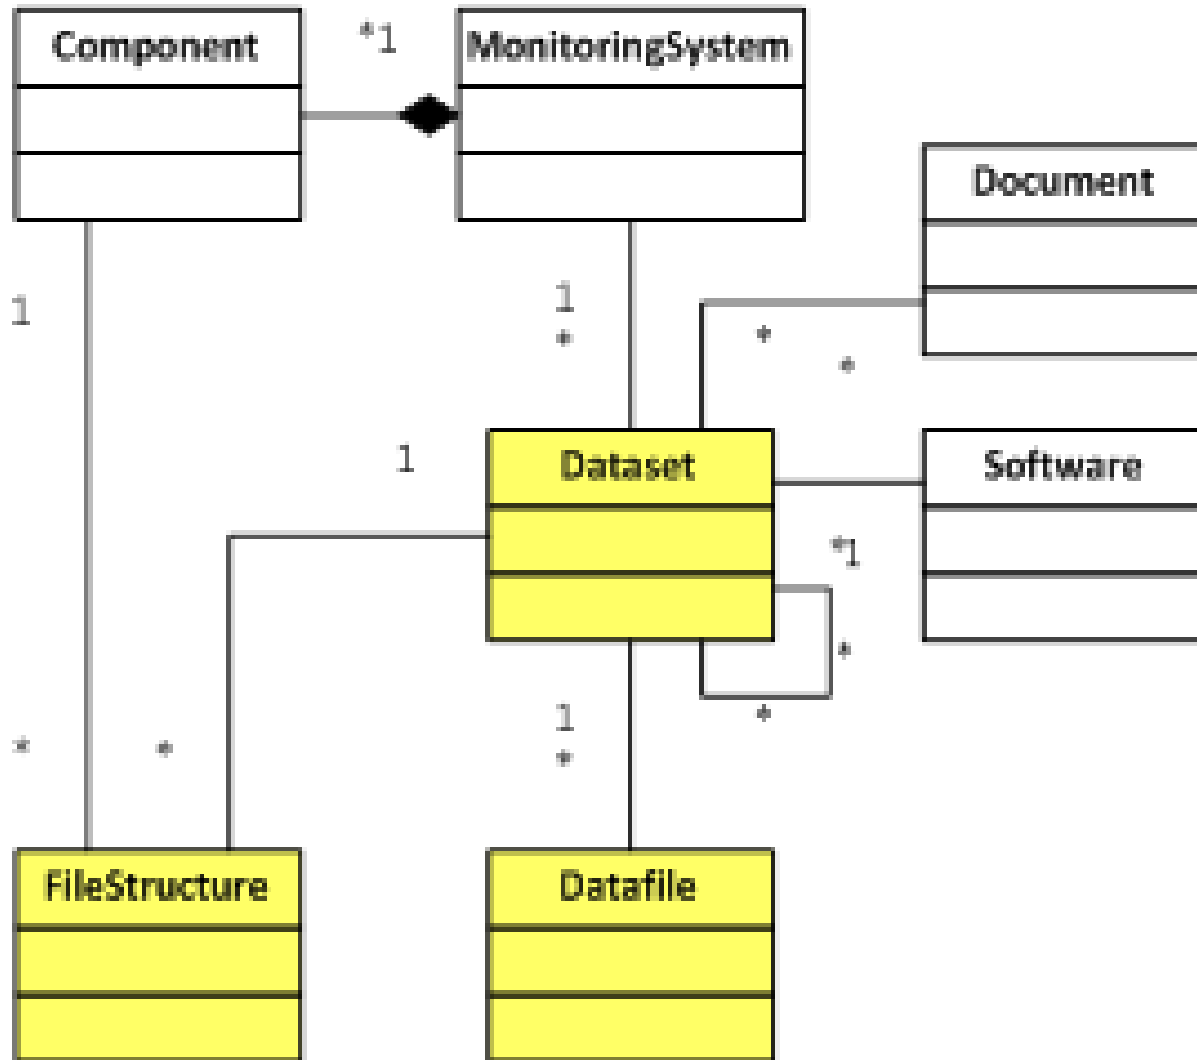 Component
*1
MonitoringSystem
Document
1
1
*
*
*
Dataset
Software
1
*1
*
*
1
*
*
*
FileStructure
Datafile